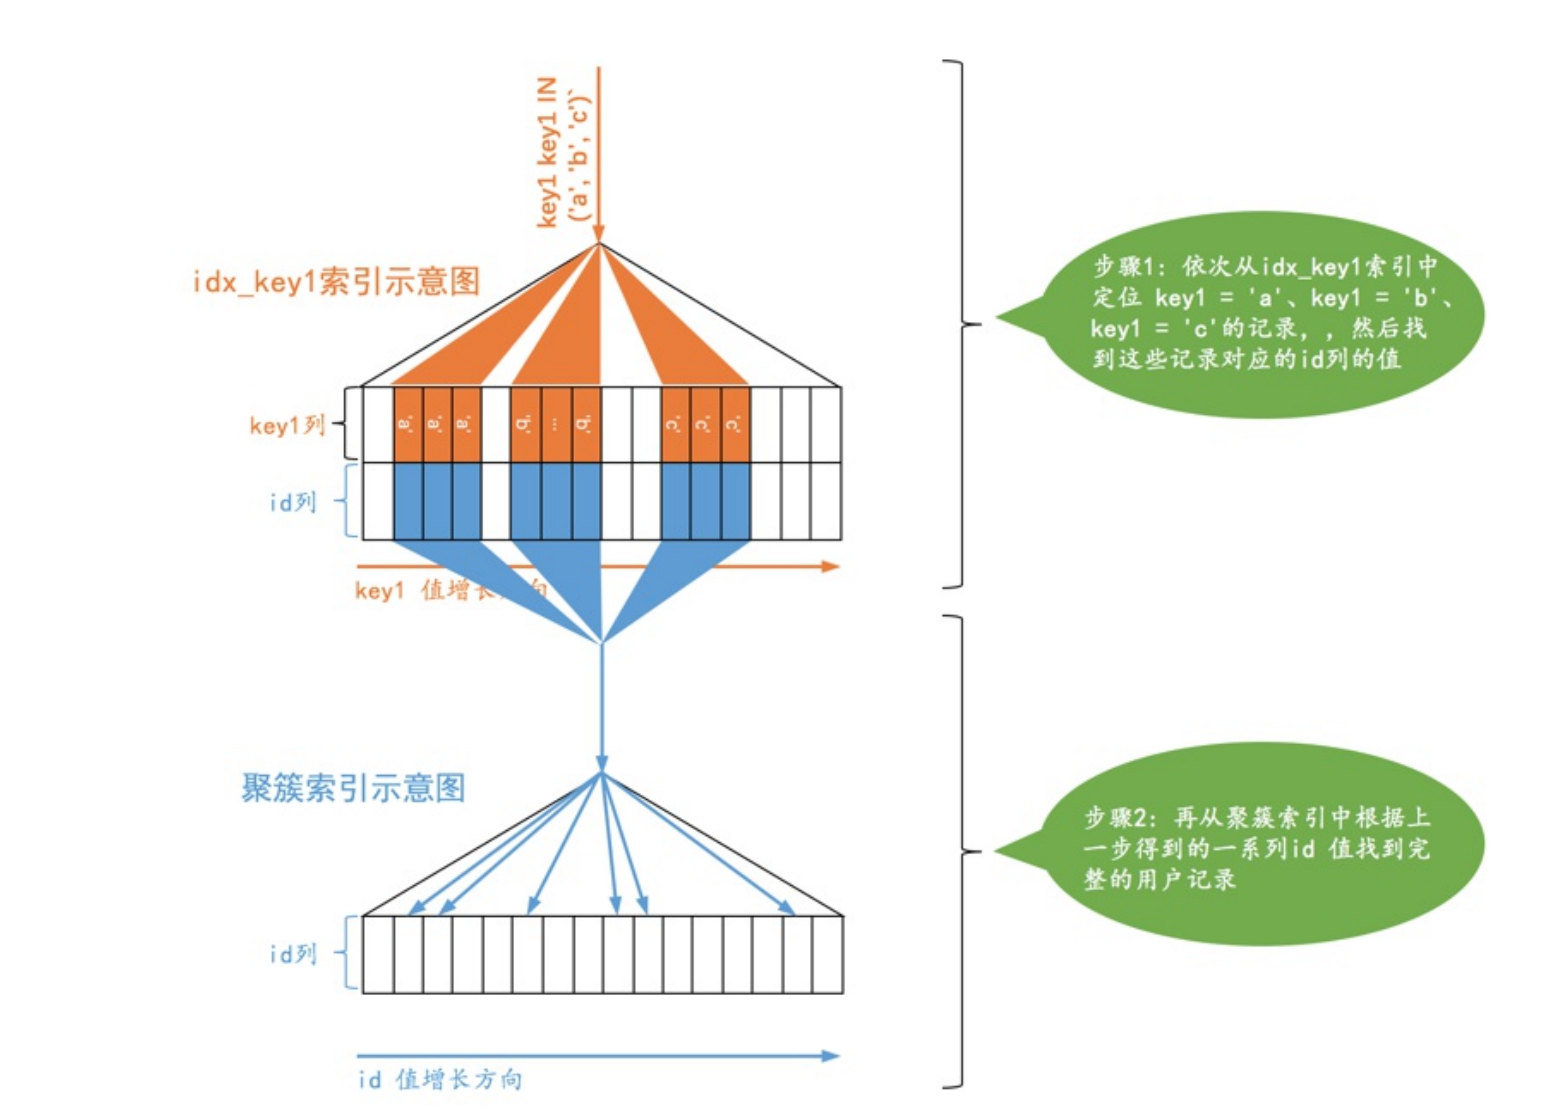 key1 key1 IN
('a', 'b', 'c')`
idx_key1索引示意图
key1列
'a'
'a'
'a'
'b'
...
'b'
'c'
'c'
'c'
id列
key1 值增长方向
步骤1：依次从idx_key1索引中
定位 key1 = 'a'、key1 = 'b'、
key1 = 'c'的记录，，然后找
到这些记录对应的id列的值
聚簇索引示意图
id列
id 值增长方向
步骤2：再从聚簇索引中根据上
一步得到的一系列id 值找到完
整的用户记录